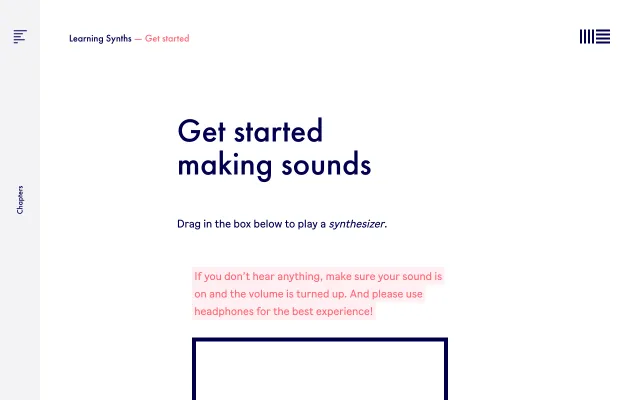 Learning Synths — Get started
Get started
making sounds
Chapters
Drag in the box below to play a synthesizer.
If you don't hear anything, make sure your sound is
on and the volume is turned up. And please use
headphones for the best experience!